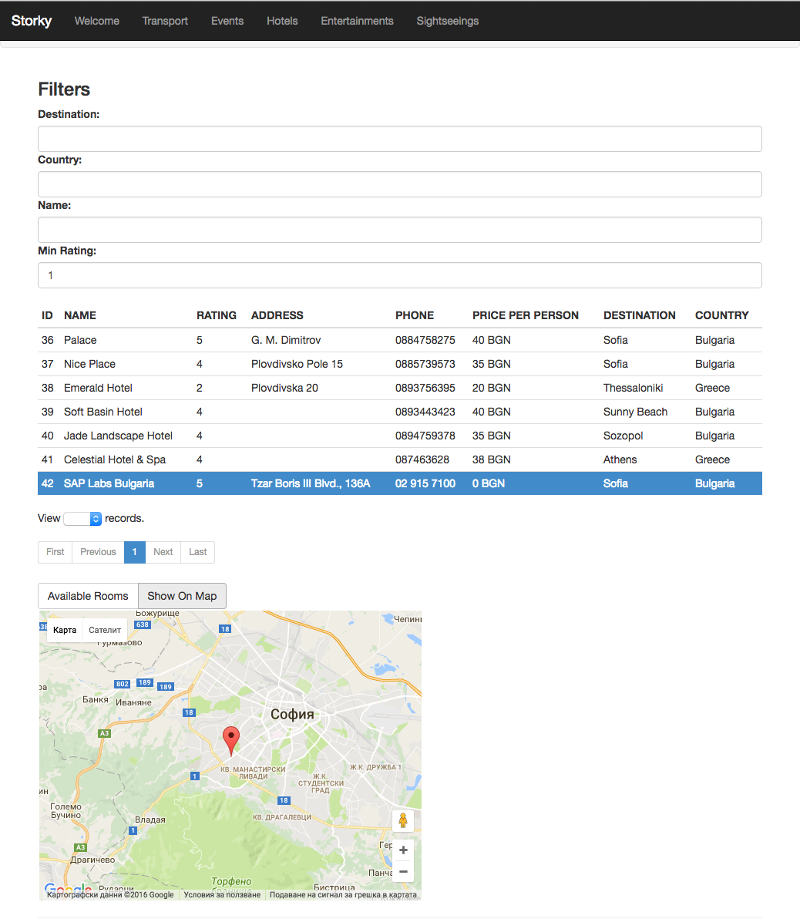 Storky Welcome Transport Events Hotels Entertainments Sightseeings
Filters
Destination:
Country:
Name:
Min Rating:
1
ID NAME RATING ADDRESS PHONE PRICE PER PERSON DESTINATION COUNTRY
36 Palace 5 G. M. Dimitrov 0884758275 40 BGN Sofia Bulgaria
37 Nice Place 4 Plovdivsko Pole 15 0885739573 35 BGN Sofia Bulgaria
38 Emerald Hotel 2 Plovdivska 20 0893756395 20 BGN Thessaloniki Greece
39 Soft Basin Hotel 4 0893443423 40 BGN Sunny Beach Bulgaria
40 Jade Landscape Hotel 4 0894759378 35 BGN Sozopol Bulgaria
41 Celestial Hotel & Spa 4 087463628 38 BGN Athens Greece
42 SAP Labs Bulgaria 5 Tzar Boris III Blvd., 136A 02 915 7100 0 BGN Sofia Bulgaria
View records.
First Previous 1 Next Last
Available Rooms Show On Map
Божурище
638
18
Карта Сателит
Гурмазово
802 189 189
Банка Иваняне
18
София
A3
КВ. МАНАСТИРСКИ
ЛИВАДИ
1
Ж.К. ДРУЖБА 1
Ж.К.
СТУДЕНТСКИ
ГРАД
18
Големо
Бучино
КВ. ДРАГАЛЕВЦИ
Владая
1
A3
Драгичево
+
−
Торфено
Бистрица
Google
Картографски данни ©2016 Google Условия за ползване Подаване на сигнал за грешка в картата